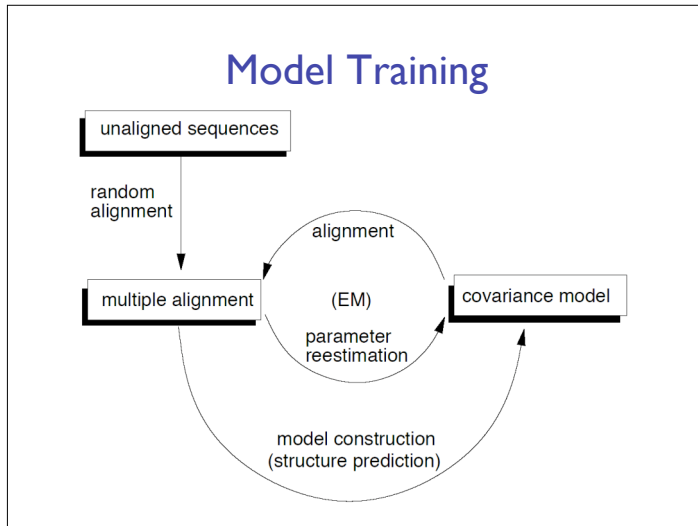 Model Training
unaligned sequences
random
alignment
alignment
multiple alignment
(EM)
covariance model
parameter
reestimation
model construction
(structure prediction)